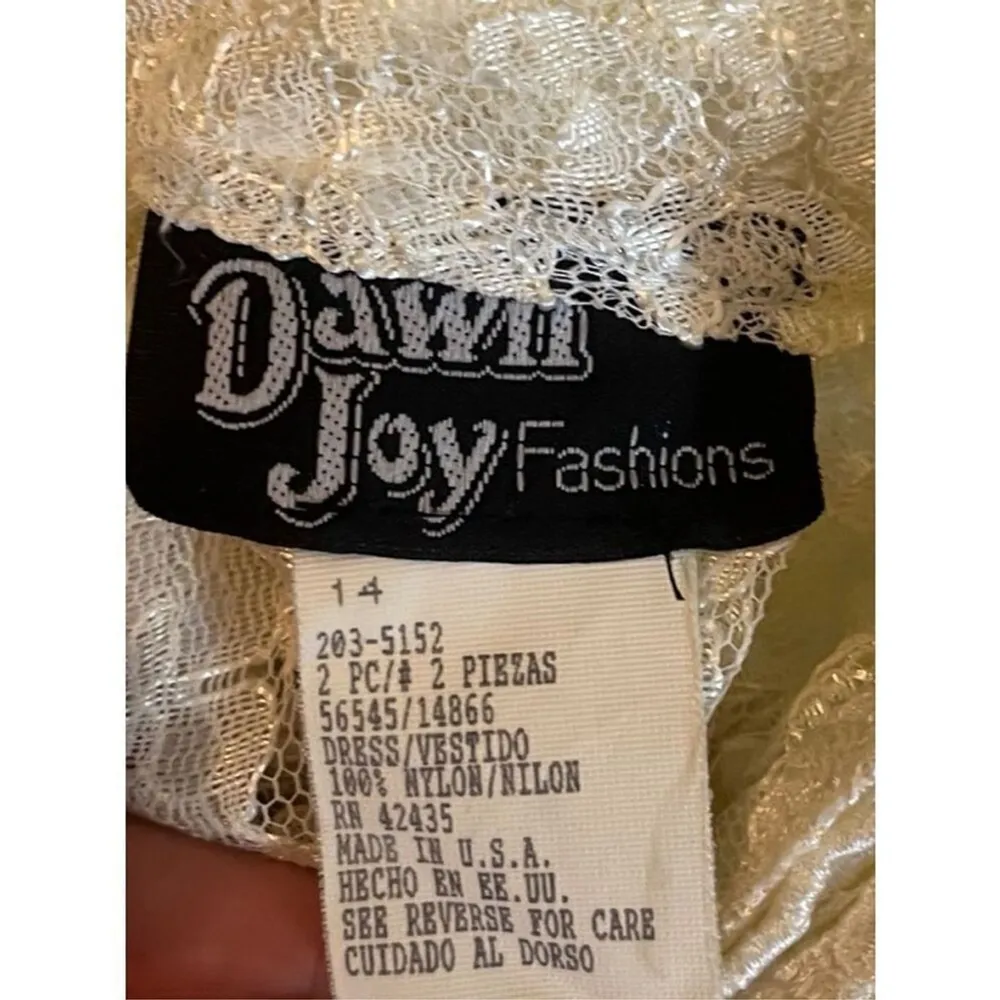 Dawn
Joy Fashions
14
203-5152
2 PC/# 2 PIEZAS
56545/14866
DRESS/VESTIDO
100% NYLON/NILON
RN 42435
MADE IN U.S.A.
HECHO EN EE.UU.
SEE REVERSE FOR CARE
CUIDADO AL DORSO